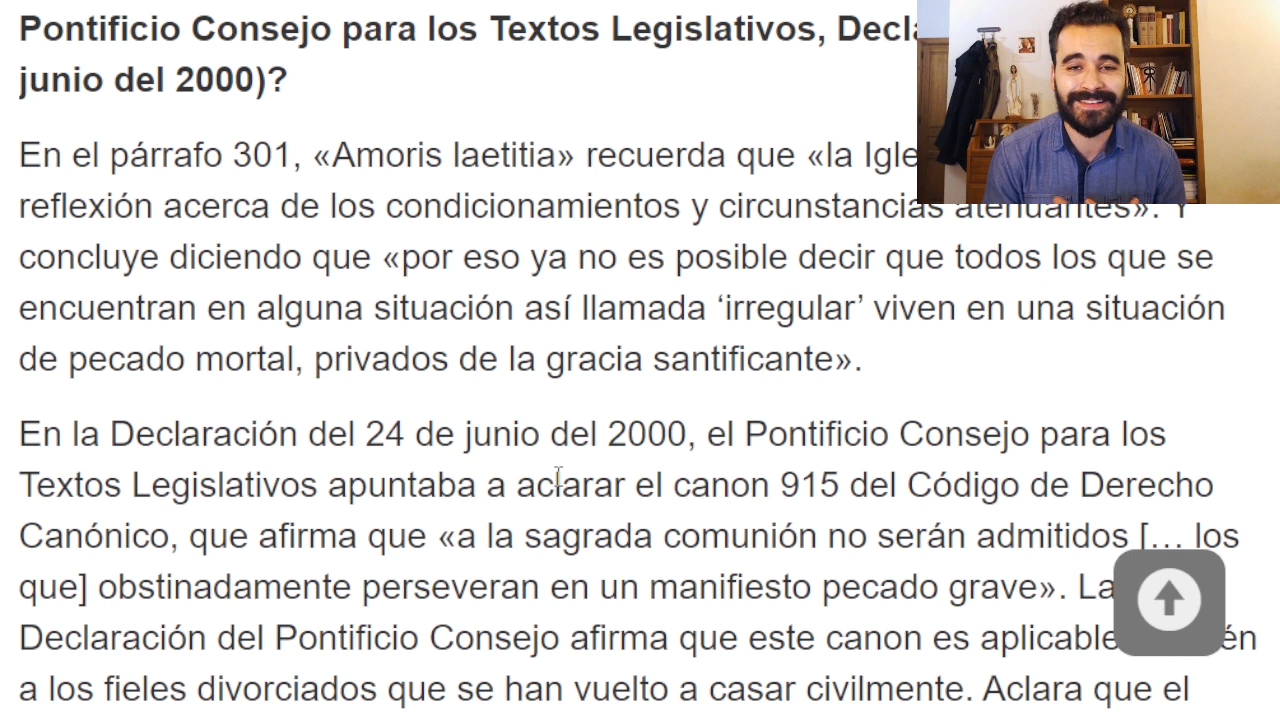 Pontificio Consejo para los Textos Legislativos,
junio del 2000)?
En el párrafo 301, «Amoris laetitia» recuerda que «la
reflexión acerca de los condicionamientos y circunstancias atenuantes». Y
concluye diciendo que «por eso ya no es posible decir que todos los que se
encuentran en alguna situación así llamada ‘irregular’ viven en una situación
de pecado mortal, privados de la gracia santificante».
En la Declaración del 24 de junio del 2000, el Pontificio Consejo para los
Textos Legislativos apuntaba a aclarar el canon 915 del Código de Derecho
Canónico, que afirma que «a la sagrada comunión no serán admitidos [… los
que] obstinadamente perseveran en un manifiesto pecado grave». La
Declaración del Pontificio Consejo afirma que este canon es aplicable
a los fieles divorciados que se han vuelto a casar civilmente. Aclara que el